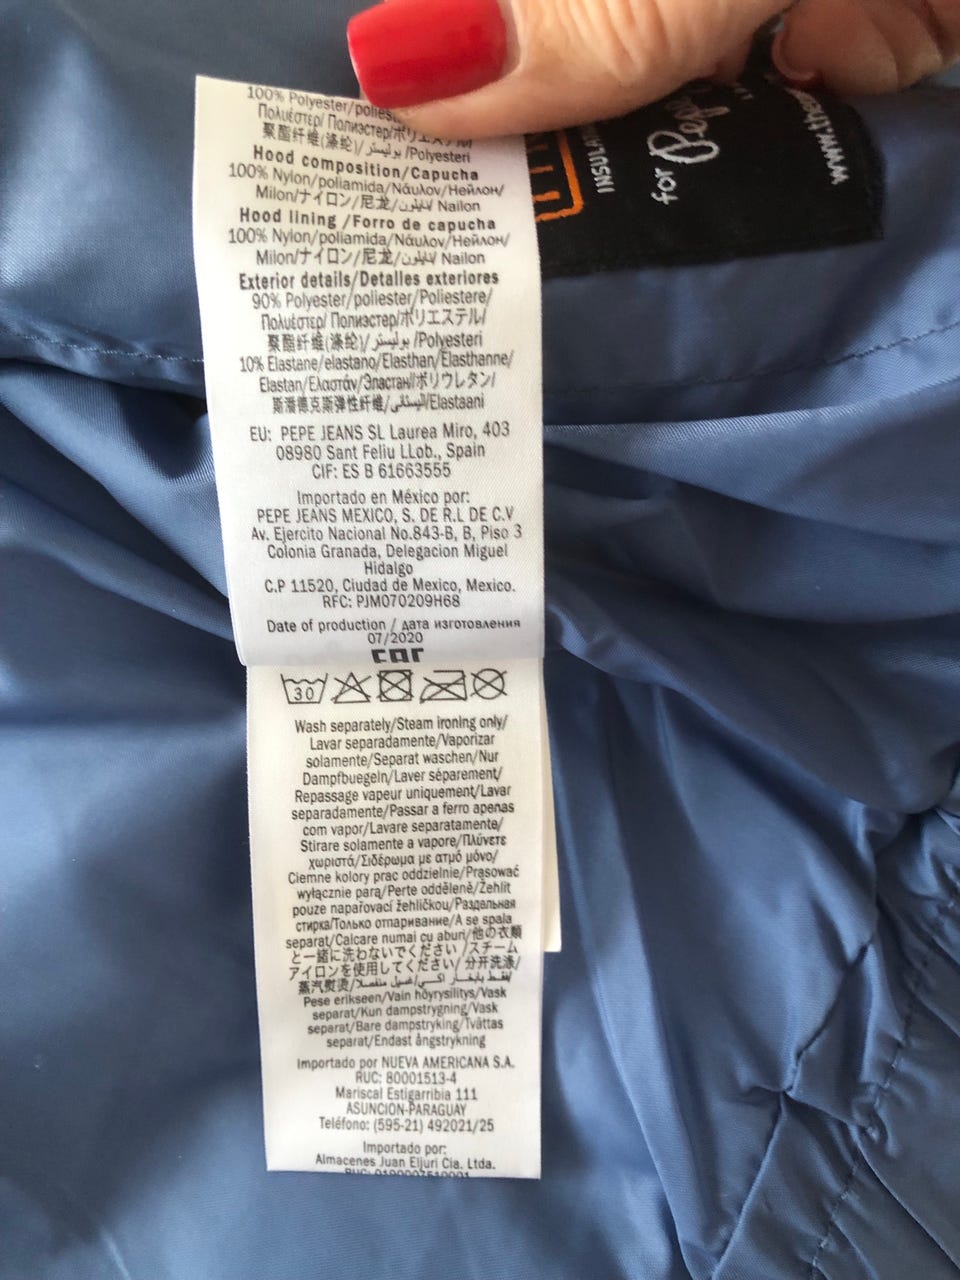 100% Polyester/
Πολυέστερ/ Полиэстер/ポリエステル/
聚酯纤维(涤纶)/ بوليستر /Polyesteri
Hood composition/Capucha
100% Nylon/poliamida/Νάυλον/Нейлон/
Milon/ナイロン/尼龙/نايلون/ Nailon
Hood lining /Forro de capucha
100% Nylon/poliamida/Νάυλον/Нейлон/
Milon/ナイロン/尼龙/نايلون/ Nailon
Exterior details/Detalles exteriores
90% Polyester/poliester/Poliestere/
Πολυέστερ/ Полиэстер/ポリエステル/
聚酯纤维(涤纶)/ بوليستر /Polyesteri
10% Elastane/elastano/Elasthan/Élasthanne/
Elastan/Ελαστάν/Эластан/ポリウレタン/
斯潘德克斯弹性纤维/اليستاني/Elastaani
EU: PEPE JEANS SL Laurea Miro, 403
08980 Sant Feliu LLob., Spain
CIF: ES B 61663555
Importado en México por:
PEPE JEANS MEXICO, S. DE R.L DE C.V
Av. Ejercito Nacional No.843-B, B, Piso 3
Colonia Granada, Delegacion Miguel
Hidalgo
C.P 11520, Ciudad de Mexico, Mexico.
RFC: PJM070209H68
Date of production / дата изготовления
07/2020
EAC
30
Wash separately/Steam ironing only/
Lavar separadamente/Vaporizar
solamente/Separat waschen/Nur
Dampfbuegeln/Laver séparement/
Repassage vapeur uniquement/Lavar
separadamente/Passar a ferro apenas
com vapor/Lavare separatamente/
Stirare solamente a vapore/Πλύνετε
χωριστά/Σιδέρωμα με ατμό μόνο/
Ciemne kolory prac oddzielnie/Prasować
wyłącznie parą/Perte odděleně/Žehlit
pouze napařovací žehličkou/Раздельная
стирка/Только отпаривание/A se spala
separat/Calcare numai cu aburi/他の衣類
と一緒に洗わないでください/スチーム
アイロンを使用してください/ 分开洗涤/
蒸汽熨烫/غسيل منفصلا/اكسي بالبخار فقط/
Pese erikseen/Vain höyrysilitys/Vask
separat/Kun dampstrygning/Vask
separat/Bare dampstryking/Tvättas
separat/Endast ångstrykning
Importado por NUEVA AMERICANA S.A.
RUC: 80001513-4
Mariscal Estigarribia 111
ASUNCION-PARAGUAY
Teléfono: (595-21) 492021/25
Importado por:
Almacenes Juan Eljuri Cia. Ltda.
RUC: 0190007510001
for Pepe
www.